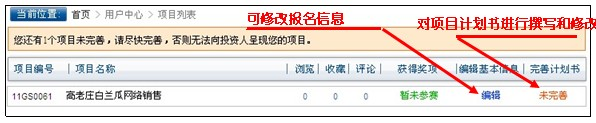 可修改报名信息
对项目计划书进行撰写和修改
当前位置: 首页 > 用户中心 > 项目列表
您还有1个项目未完善，请尽快完善，否则无法向投资人呈现您的项目。
项目编号 项目名称 浏览 收藏 评论 获得奖项 编辑基本信息 完善计划书
11GS0061 高老庄白兰瓜网络销售 0 0 0 暂未参赛 编辑 未完善